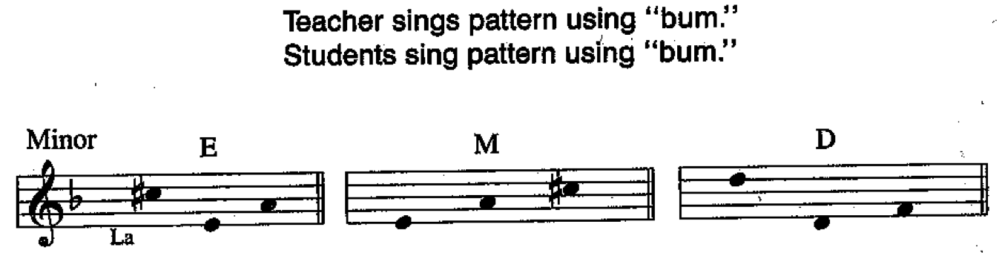 Teacher sings pattern using “bum.”
Students sing pattern using “bum.”
Minor E M D
La